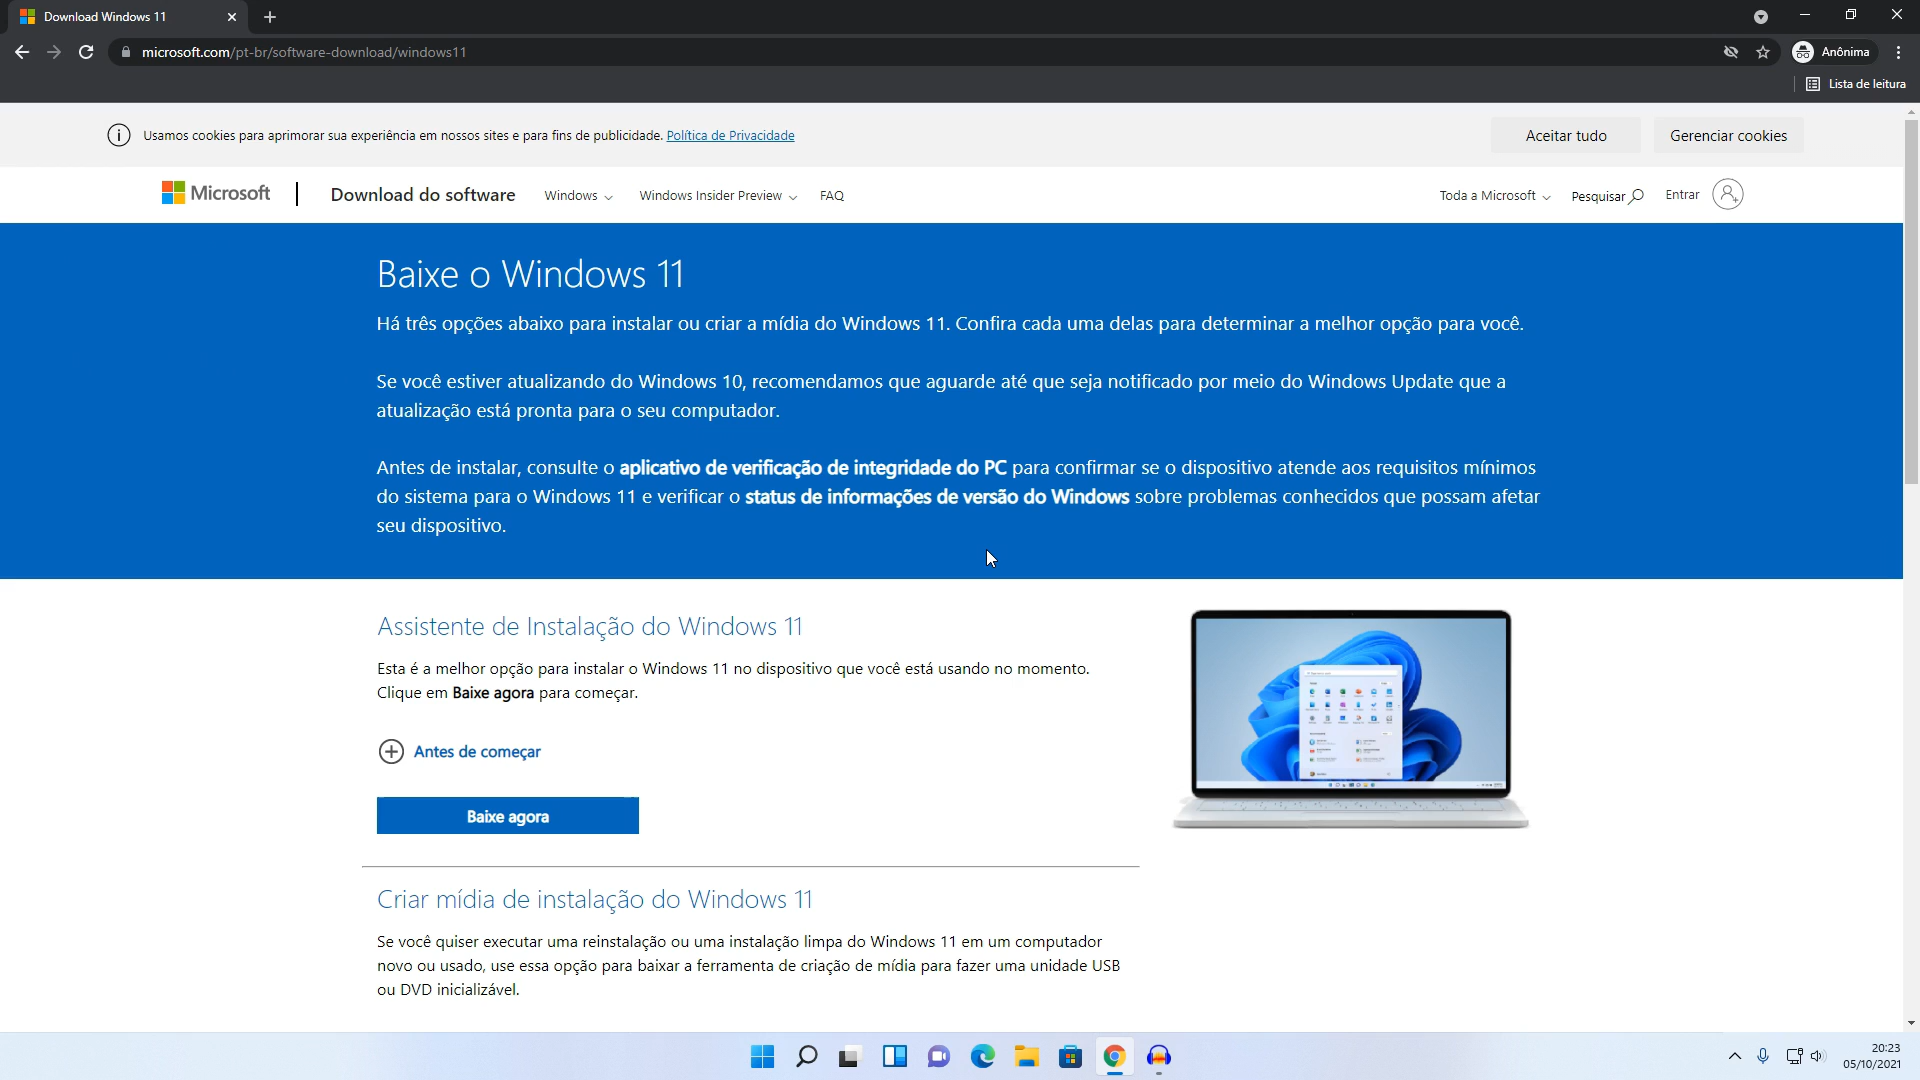 Download Windows 11
microsoft.com/pt-br/software-download/windows11
Anônima
Lista de leitura
Usamos cookies para aprimorar sua experiência em nossos sites e para fins de publicidade. Política de Privacidade
Aceitar tudo
Gerenciar cookies
Microsoft
Download do software
Windows
Windows Insider Preview
FAQ
Toda a Microsoft
Pesquisar
Entrar
Baixe o Windows 11
Há três opções abaixo para instalar ou criar a mídia do Windows 11. Confira cada uma delas para determinar a melhor opção para você.
Se você estiver atualizando do Windows 10, recomendamos que aguarde até que seja notificado por meio do Windows Update que a
atualização está pronta para o seu computador.
Antes de instalar, consulte o aplicativo de verificação de integridade do PC para confirmar se o dispositivo atende aos requisitos mínimos
do sistema para o Windows 11 e verificar o status de informações de versão do Windows sobre problemas conhecidos que possam afetar
seu dispositivo.
Assistente de Instalação do Windows 11
Esta é a melhor opção para instalar o Windows 11 no dispositivo que você está usando no momento.
Clique em Baixe agora para começar.
Antes de começar
Baixe agora
Criar mídia de instalação do Windows 11
Se você quiser executar uma reinstalação ou uma instalação limpa do Windows 11 em um computador
novo ou usado, use essa opção para baixar a ferramenta de criação de mídia para fazer uma unidade USB
ou DVD inicializável.
20:23
05/10/2021